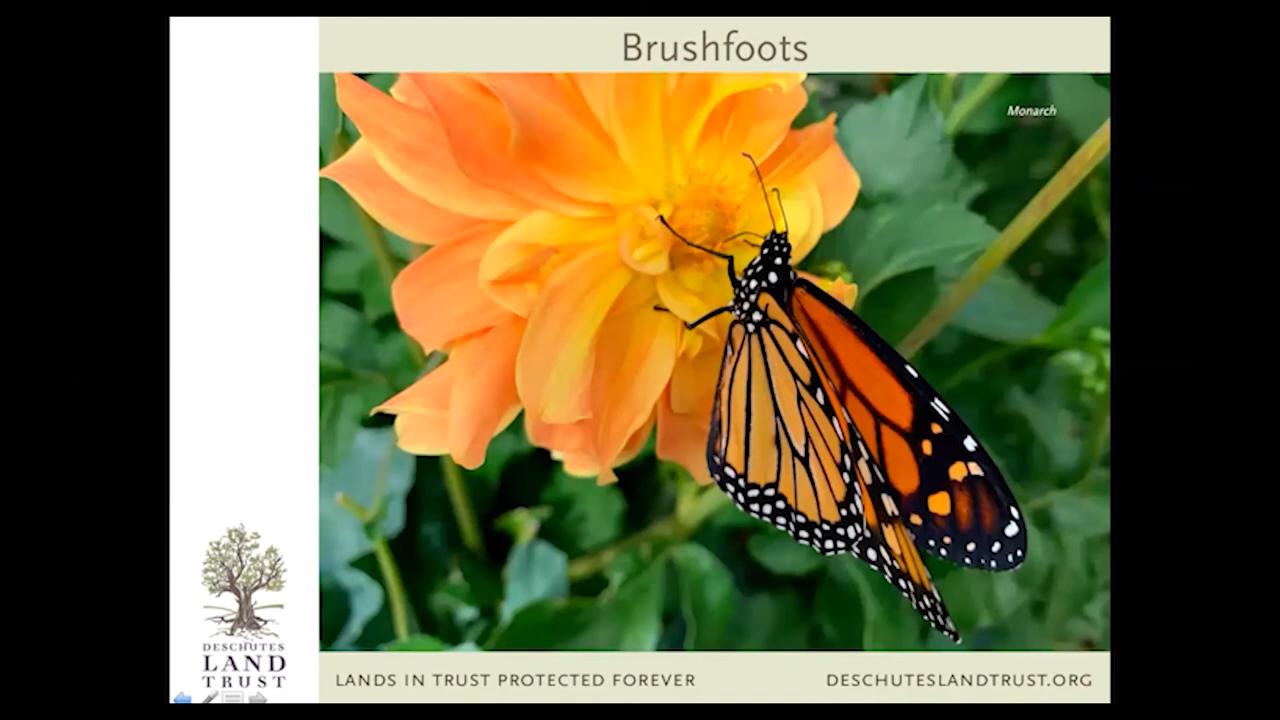 Brushfoots
Monarch
DESCHUTES
LAND
TRUST
LANDS IN TRUST PROTECTED FOREVER
DESCHUTESLANDTRUST.ORG